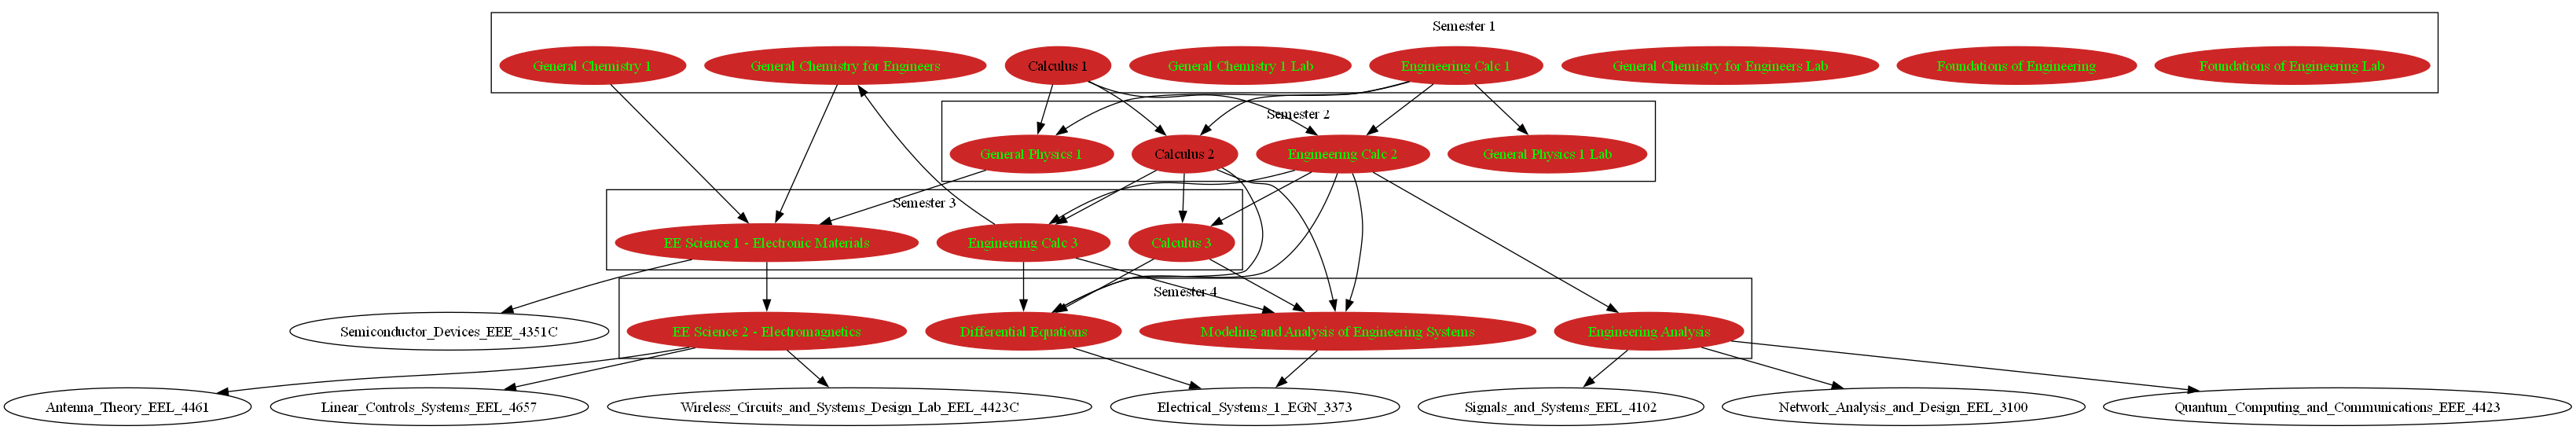 Semester 1
General Chemistry 1
General Chemistry for Engineers
Calculus 1
General Chemistry 1 Lab
Engineering Calc 1
General Chemistry for Engineers Lab
Foundations of Engineering
Foundations of Engineering Lab
Semester 2
General Physics 1
Calculus 2
Engineering Calc 2
General Physics 1 Lab
Semester 3
EE Science 1 - Electronic Materials
Engineering Calc 3
Calculus 3
Semester 4
Semiconductor_Devices_EEE_4351C
EE Science 2 - Electromagnetics
Differential Equations
Modeling and Analysis of Engineering Systems
Engineering Analysis
Antenna_Theory_EEL_4461
Linear_Controls_Systems_EEL_4657
Wireless_Circuits_and_Systems_Design_Lab_EEL_4423C
Electrical_Systems_1_EGN_3373
Signals_and_Systems_EEL_4102
Network_Analysis_and_Design_EEL_3100
Quantum_Computing_and_Communications_EEE_4423